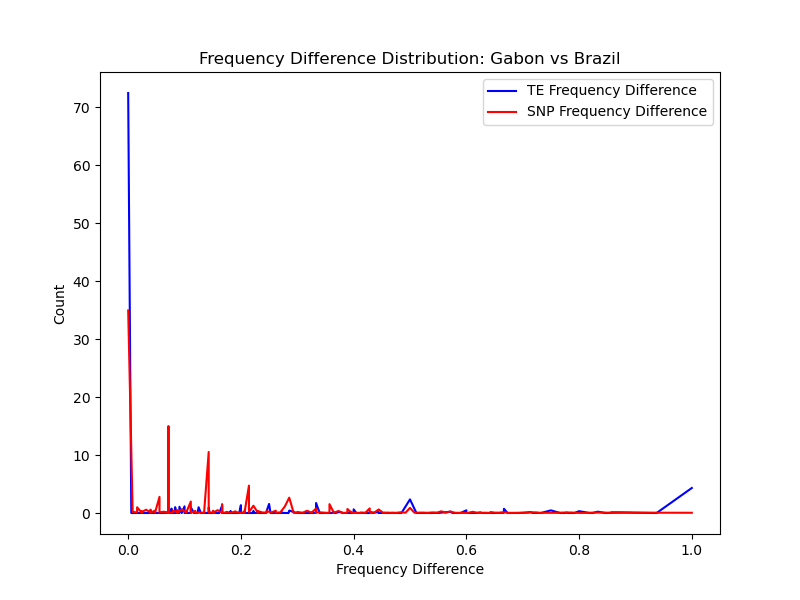 Frequency Difference Distribution: Gabon vs Brazil
TE Frequency Difference
SNP Frequency Difference
70
60
50
40
30
20
10
0
Count
0.0 0.2 0.4 0.6 0.8 1.0
Frequency Difference